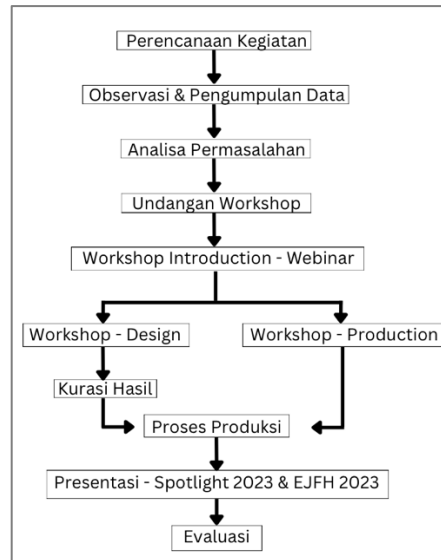 Perencanaan Kegiatan
Observasi & Pengumpulan Data
Analisa Permasalahan
Undangan Workshop
Workshop Introduction - Webinar
Workshop - Design
Workshop - Production
Kurasi Hasil
Proses Produksi
Presentasi - Spotlight 2023 & EJFH 2023
Evaluasi